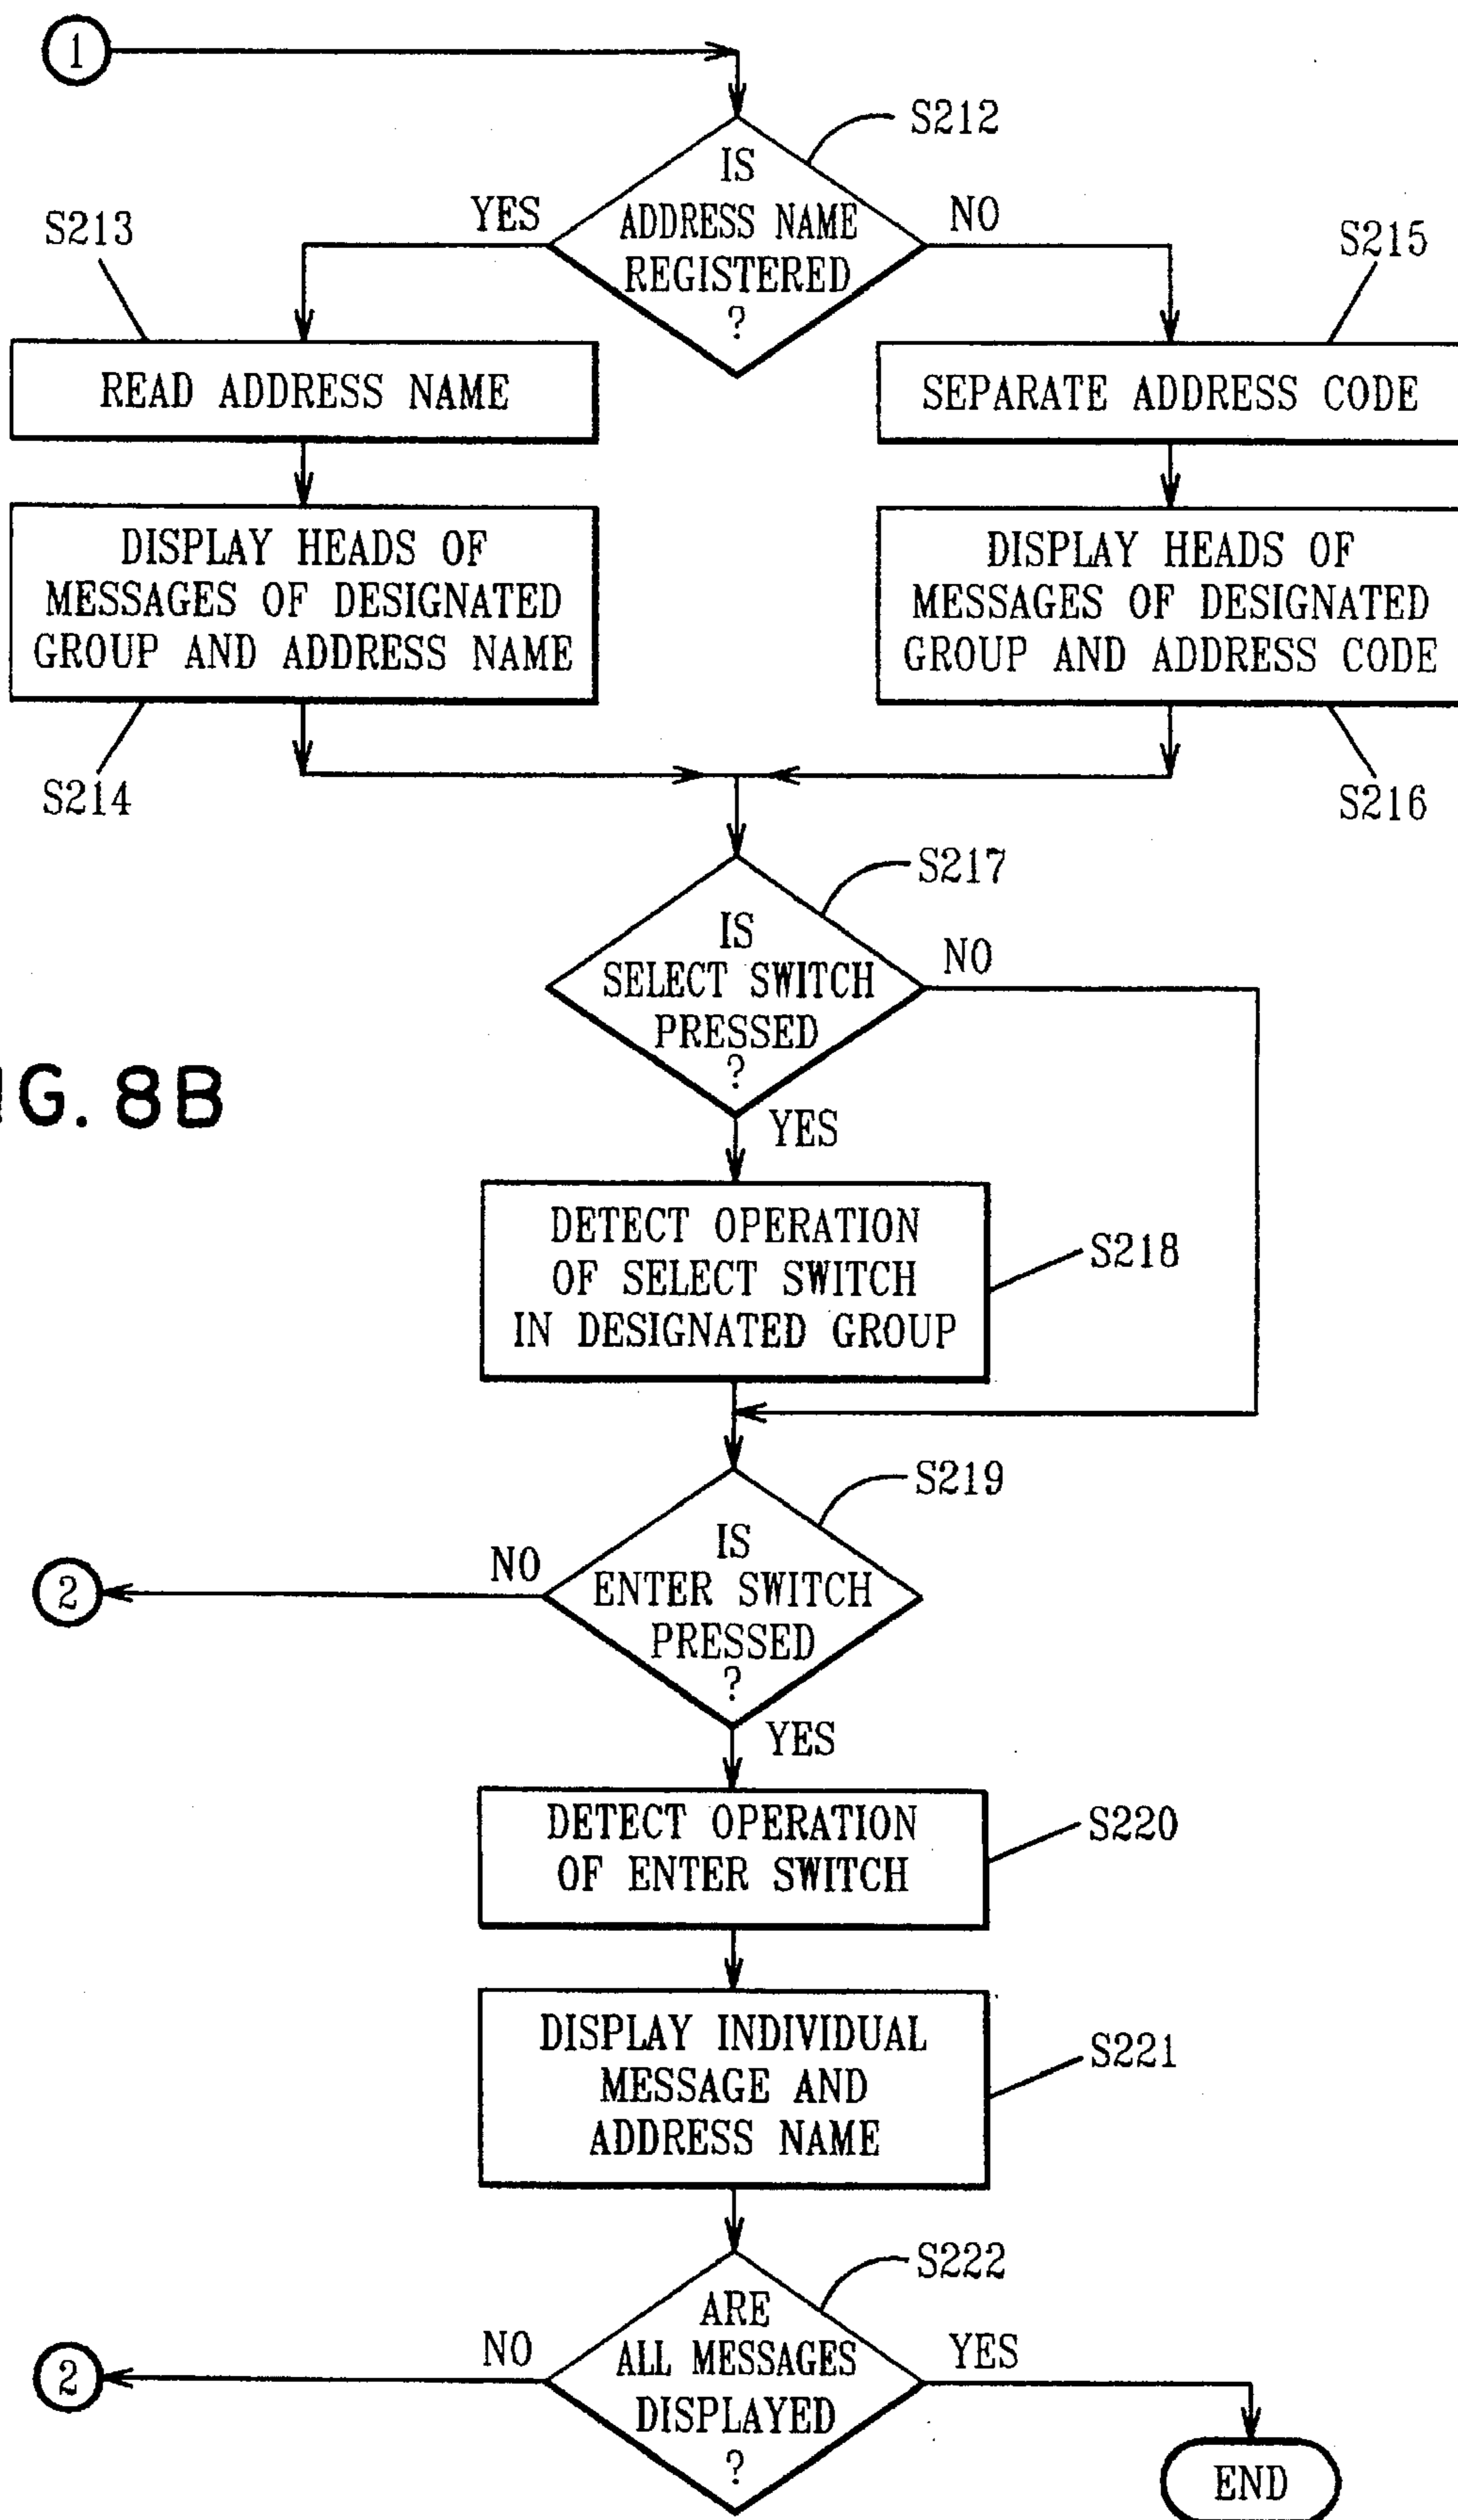 1
S212
IS
ADDRESS NAME
REGISTERED
?
YES
NO
S213
S215
READ ADDRESS NAME
SEPARATE ADDRESS CODE
DISPLAY HEADS OF
MESSAGES OF DESIGNATED
GROUP AND ADDRESS NAME
DISPLAY HEADS OF
MESSAGES OF DESIGNATED
GROUP AND ADDRESS CODE
S214
S216
S217
IS
SELECT SWITCH
PRESSED
?
NO
YES
IG. 8B
DETECT OPERATION
OF SELECT SWITCH
IN DESIGNATED GROUP
S218
S219
IS
ENTER SWITCH
PRESSED
?
NO
2
YES
DETECT OPERATION
OF ENTER SWITCH
S220
DISPLAY INDIVIDUAL
MESSAGE AND
ADDRESS NAME
S221
S222
ARE
ALL MESSAGES
DISPLAYED
?
NO
2
YES
END